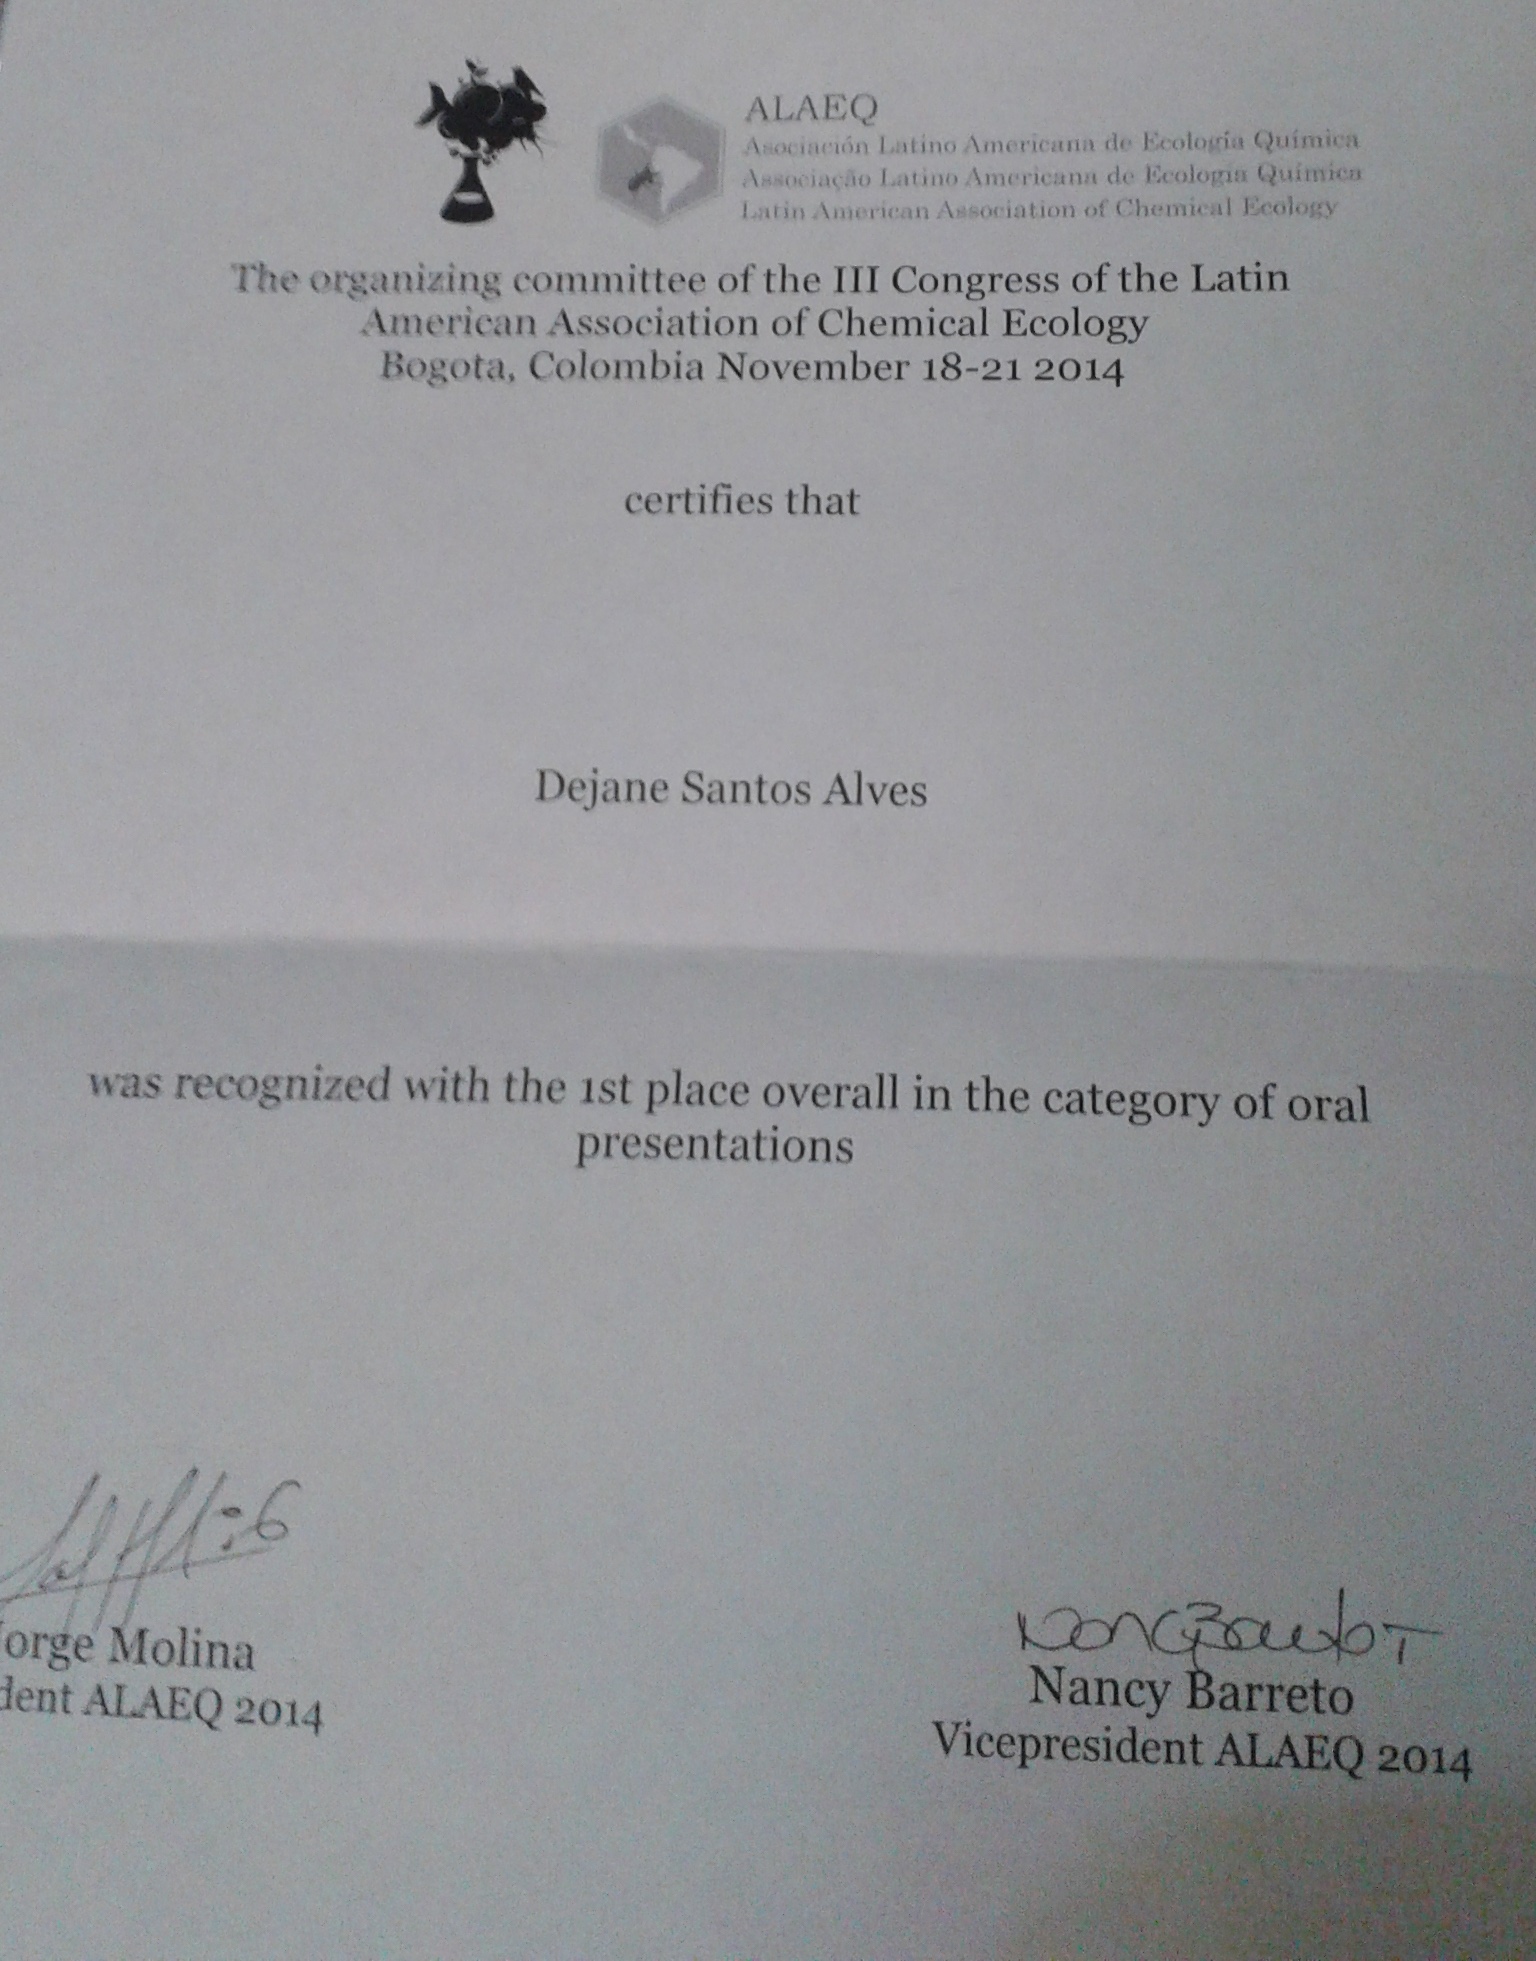 ALAEQ
Asociación Latino Americana de Ecología Química
Associação Latino Americana de Ecologia Química
Latin American Association of Chemical Ecology
The organizing committee of the III Congress of the Latin
American Association of Chemical Ecology
Bogota, Colombia November 18-21 2014
certifies that
Dejane Santos Alves
was recognized with the 1st place overall in the category of oral
presentations
Jorge Molina
dent ALAEQ 2014
Nancy Barreto
Vicepresident ALAEQ 2014